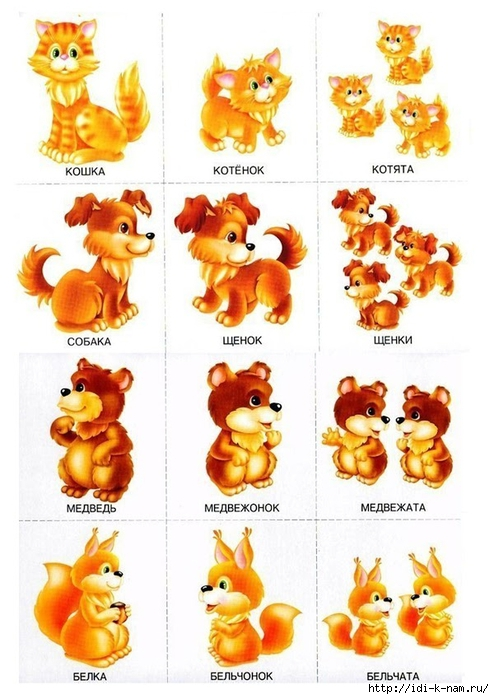 КОШКА
КОТЁНОК
КОТЯТА
СОБАКА
ЩЕНОК
ЩЕНКИ
МЕДВЕДЬ
МЕДВЕЖОНОК
МЕДВЕЖАТА
БЕЛКА
БЕЛЬЧОНОК
БЕЛЬЧАТА
http://idi-k-nam.ru/